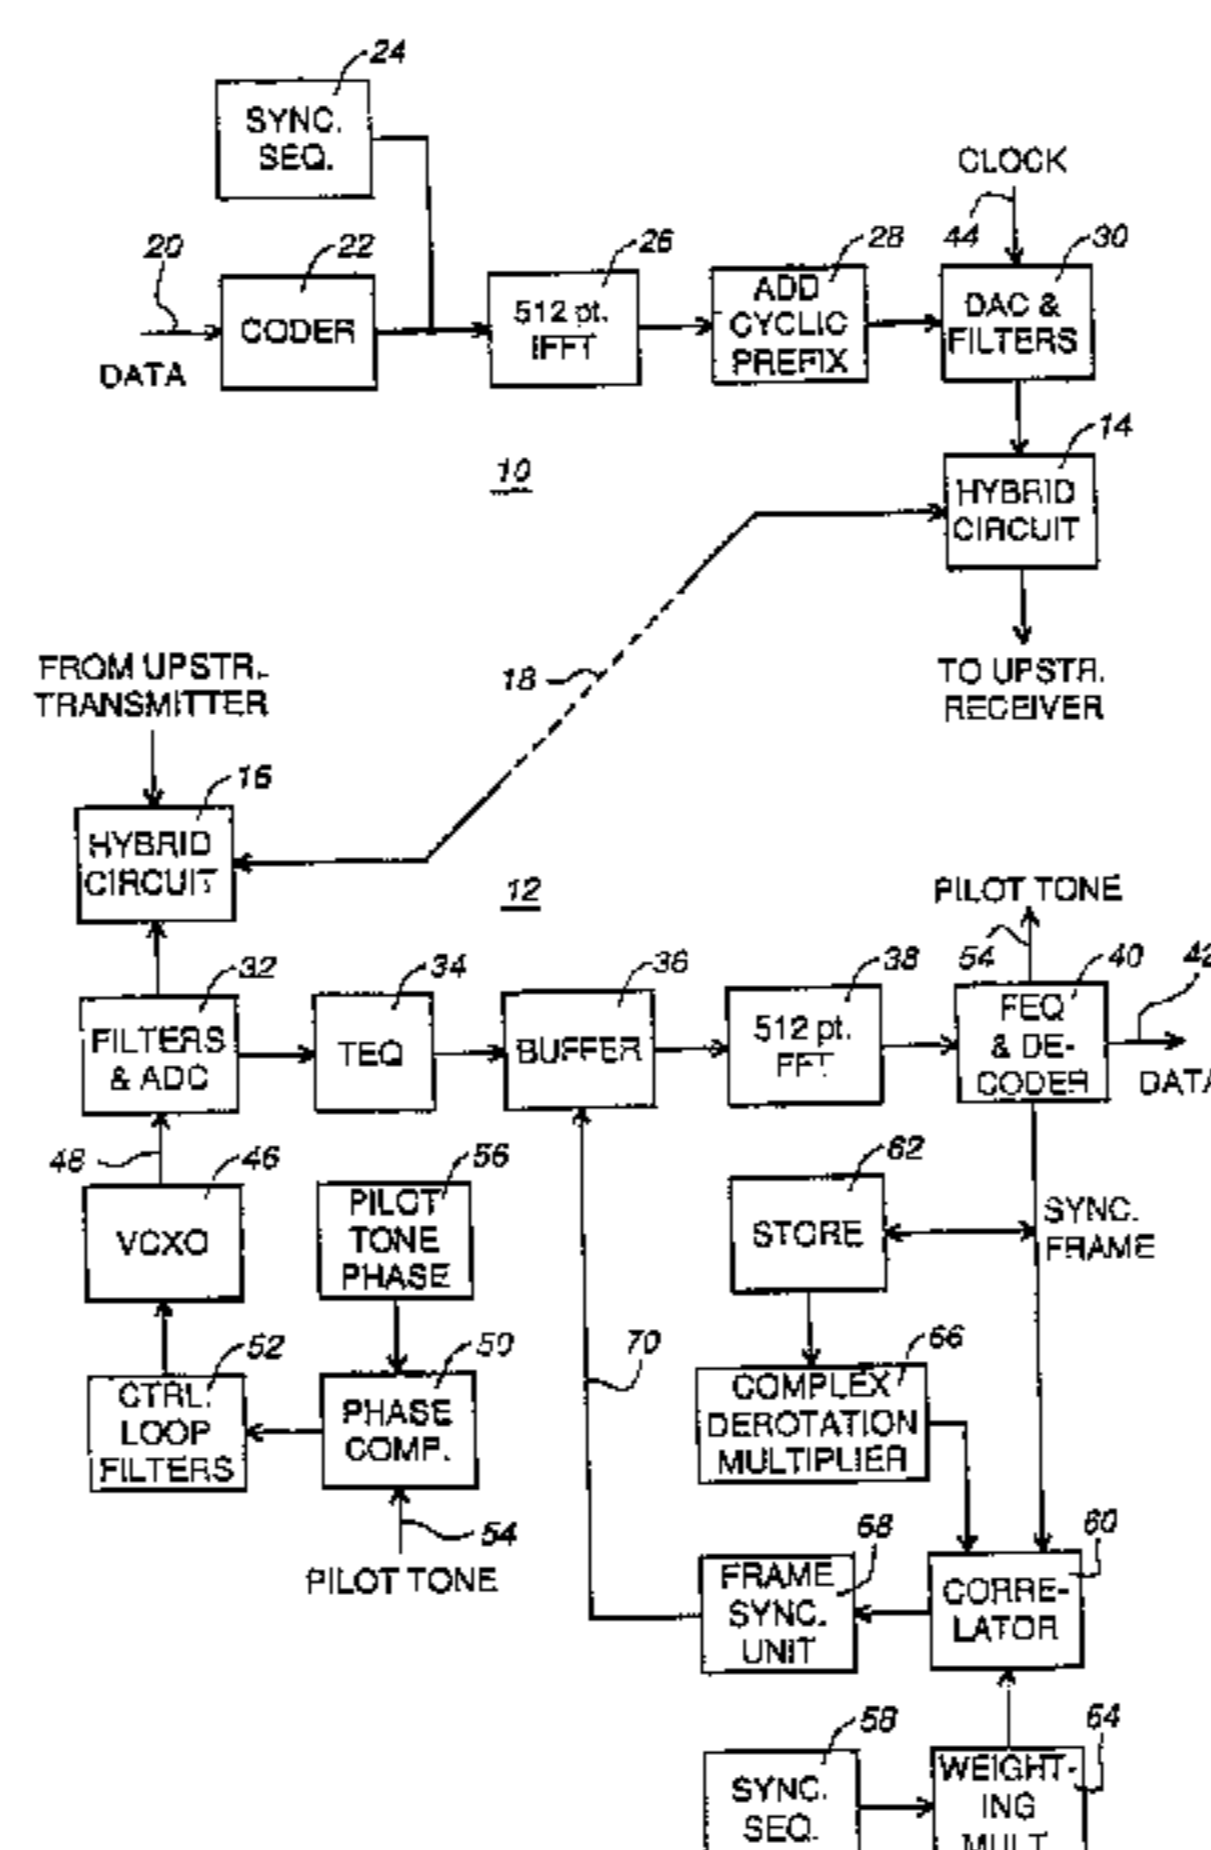 24
SYNC.
SEQ.
CLOCK
44
20
22
26
28
30
DATA
CODER
512 pt.
IFFT
ADD
CYCLIC
PREFIX
DAC &
FILTERS
14
10
HYBRID
CIRCUIT
18
TO UPSTR.
RECEIVER
FROM UPSTR.
TRANSMITTER
16
HYBRID
CIRCUIT
12
PILOT TONE
54
32
34
36
38
40
42
FILTERS
& ADC
TEQ
BUFFER
512 pt.
FFT
FEQ
& DE-
CODER
DATA
48
46
56
62
VCXO
PILOT
TONE
PHASE
STORE
SYNC.
FRAME
52
50
70
66
CTRL.
LOOP
FILTERS
PHASE
COMP.
COMPLEX
DEROTATION
MULTIPLIER
54
PILOT TONE
68
60
FRAME
SYNC.
UNIT
CORRE-
LATOR
58
64
SYNC.
SEQ.
WEIGHT-
ING
MULT.